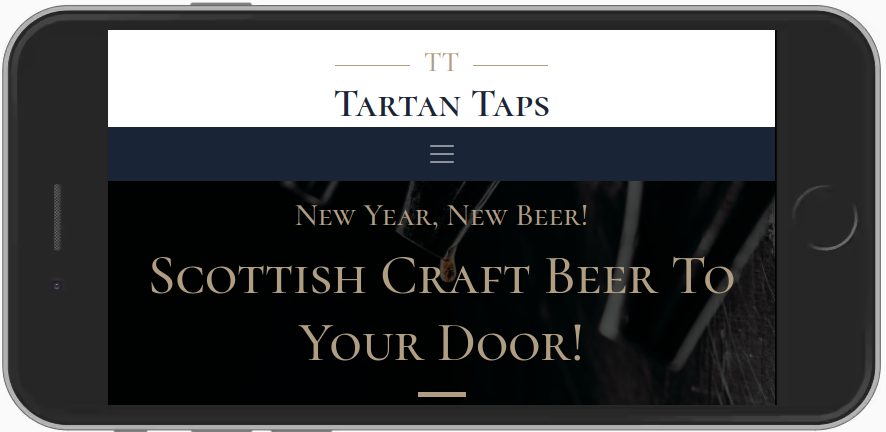 TT
Tartan Taps
New Year, New Beer!
Scottish Craft Beer To
Your Door!